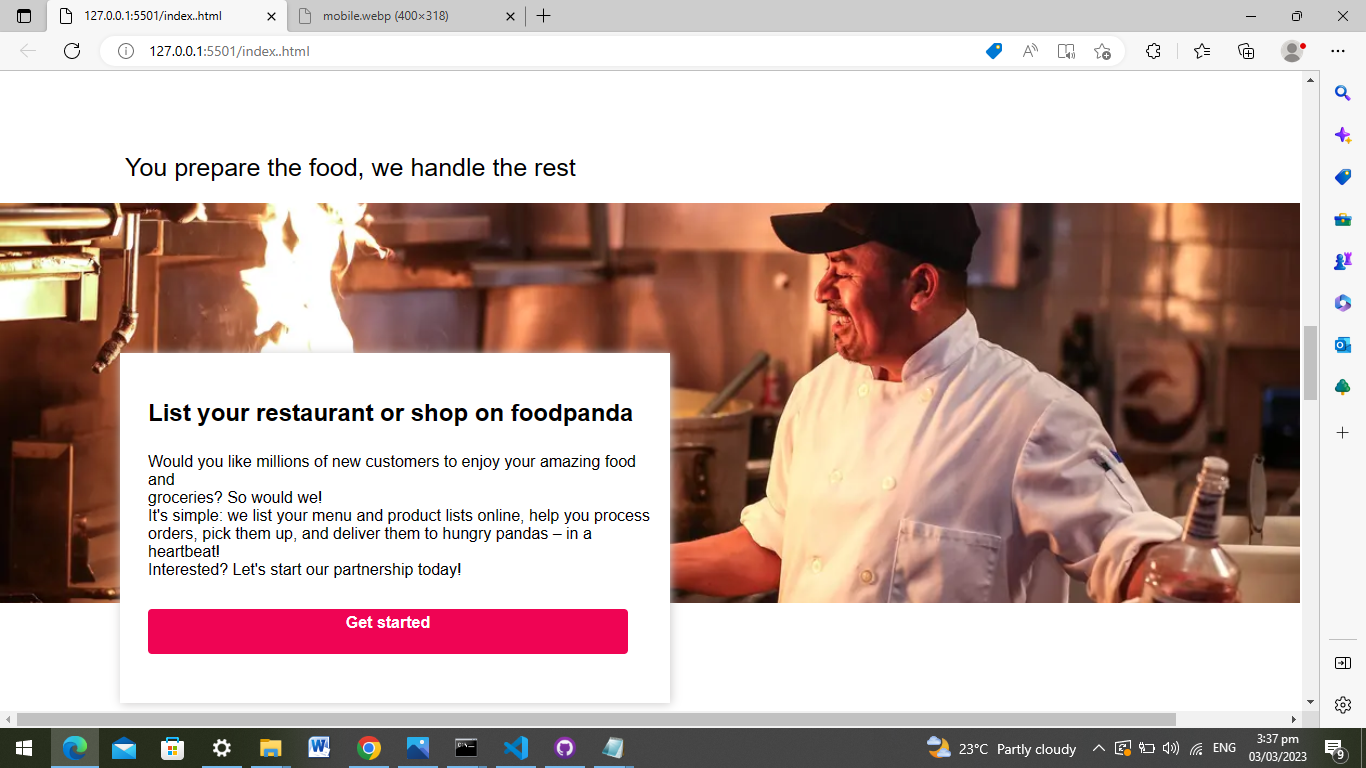 127.0.0.1:5501/index..html
mobile.webp (400×318)
127.0.0.1:5501/index..html
You prepare the food, we handle the rest
List your restaurant or shop on foodpanda
Would you like millions of new customers to enjoy your amazing food
and
groceries? So would we!
It's simple: we list your menu and product lists online, help you process
orders, pick them up, and deliver them to hungry pandas – in a
heartbeat!
Interested? Let's start our partnership today!
Get started
23°C Partly cloudy
ENG
3:37 pm
03/03/2023
9